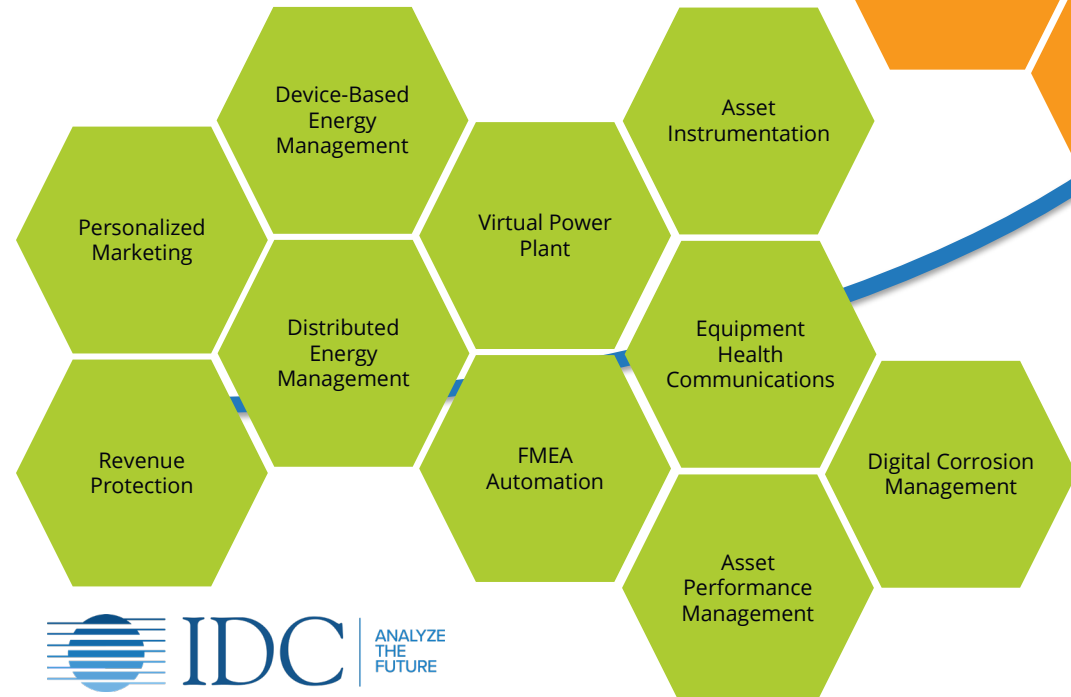 Device-Based
Energy
Management
Asset
Instrumentation
Personalized
Marketing
Virtual Power
Plant
Distributed
Energy
Management
Equipment
Health
Communications
Revenue
Protection
FMEA
Automation
Digital Corrosion
Management
Asset
Performance
Management
IDC
ANALYZE
THE
FUTURE